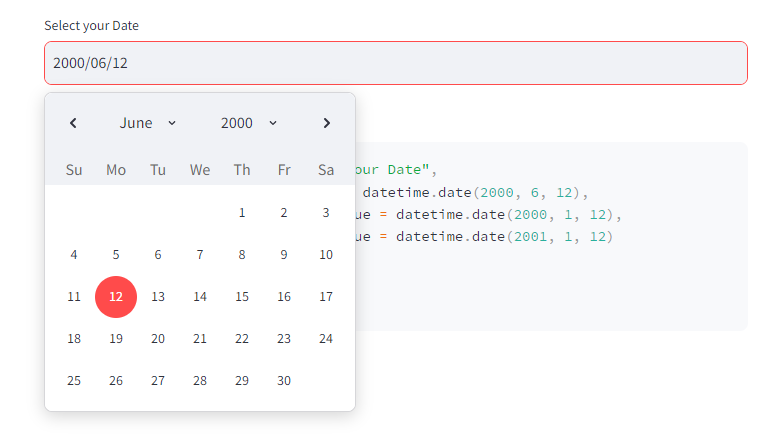 Select your Date
2000/06/12
June 2000
Su Mo Tu We Th Fr Sa
1 2 3
4 5 6 7 8 9 10
11 12 13 14 15 16 17
18 19 20 21 22 23 24
25 26 27 28 29 30
our Date",
datetime.date(2000, 6, 12),
ue = datetime.date(2000, 1, 12),
ue = datetime.date(2001, 1, 12)